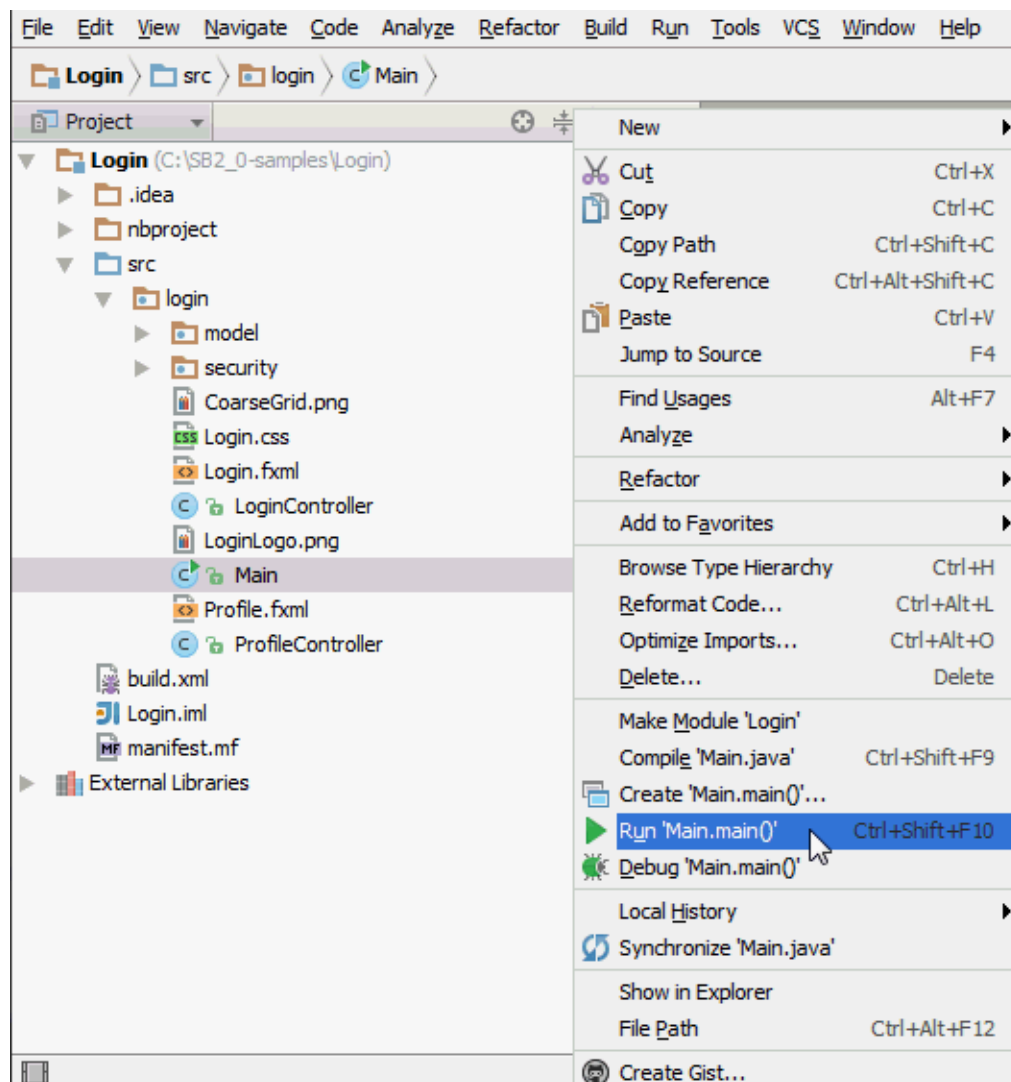 File Edit View Navigate Code Analyze Refactor Build Run Tools VCS Window Help
Login src login Main
Project
Login (C:\SB2_0-samples\Login)
.idea
nbproject
src
login
model
security
CoarseGrid.png
CSS Login.css
Login.fxml
C LoginController
LoginLogo.png
C Main
Profile.fxml
C ProfileController
build.xml
Login.iml
MF manifest.mf
External Libraries
New
Cut Ctrl+X
Copy Ctrl+C
Copy Path Ctrl+Shift+C
Copy Reference Ctrl+Alt+Shift+C
Paste Ctrl+V
Jump to Source F4
Find Usages Alt+F7
Analyze
Refactor
Add to Favorites
Browse Type Hierarchy Ctrl+H
Reformat Code... Ctrl+Alt+L
Optimize Imports... Ctrl+Alt+O
Delete... Delete
Make Module 'Login'
Compile 'Main.java' Ctrl+Shift+F9
Create 'Main.main()'...
Run 'Main.main()' Ctrl+Shift+F10
Debug 'Main.main()'
Local History
Synchronize 'Main.java'
Show in Explorer
File Path Ctrl+Alt+F12
Create Gist...